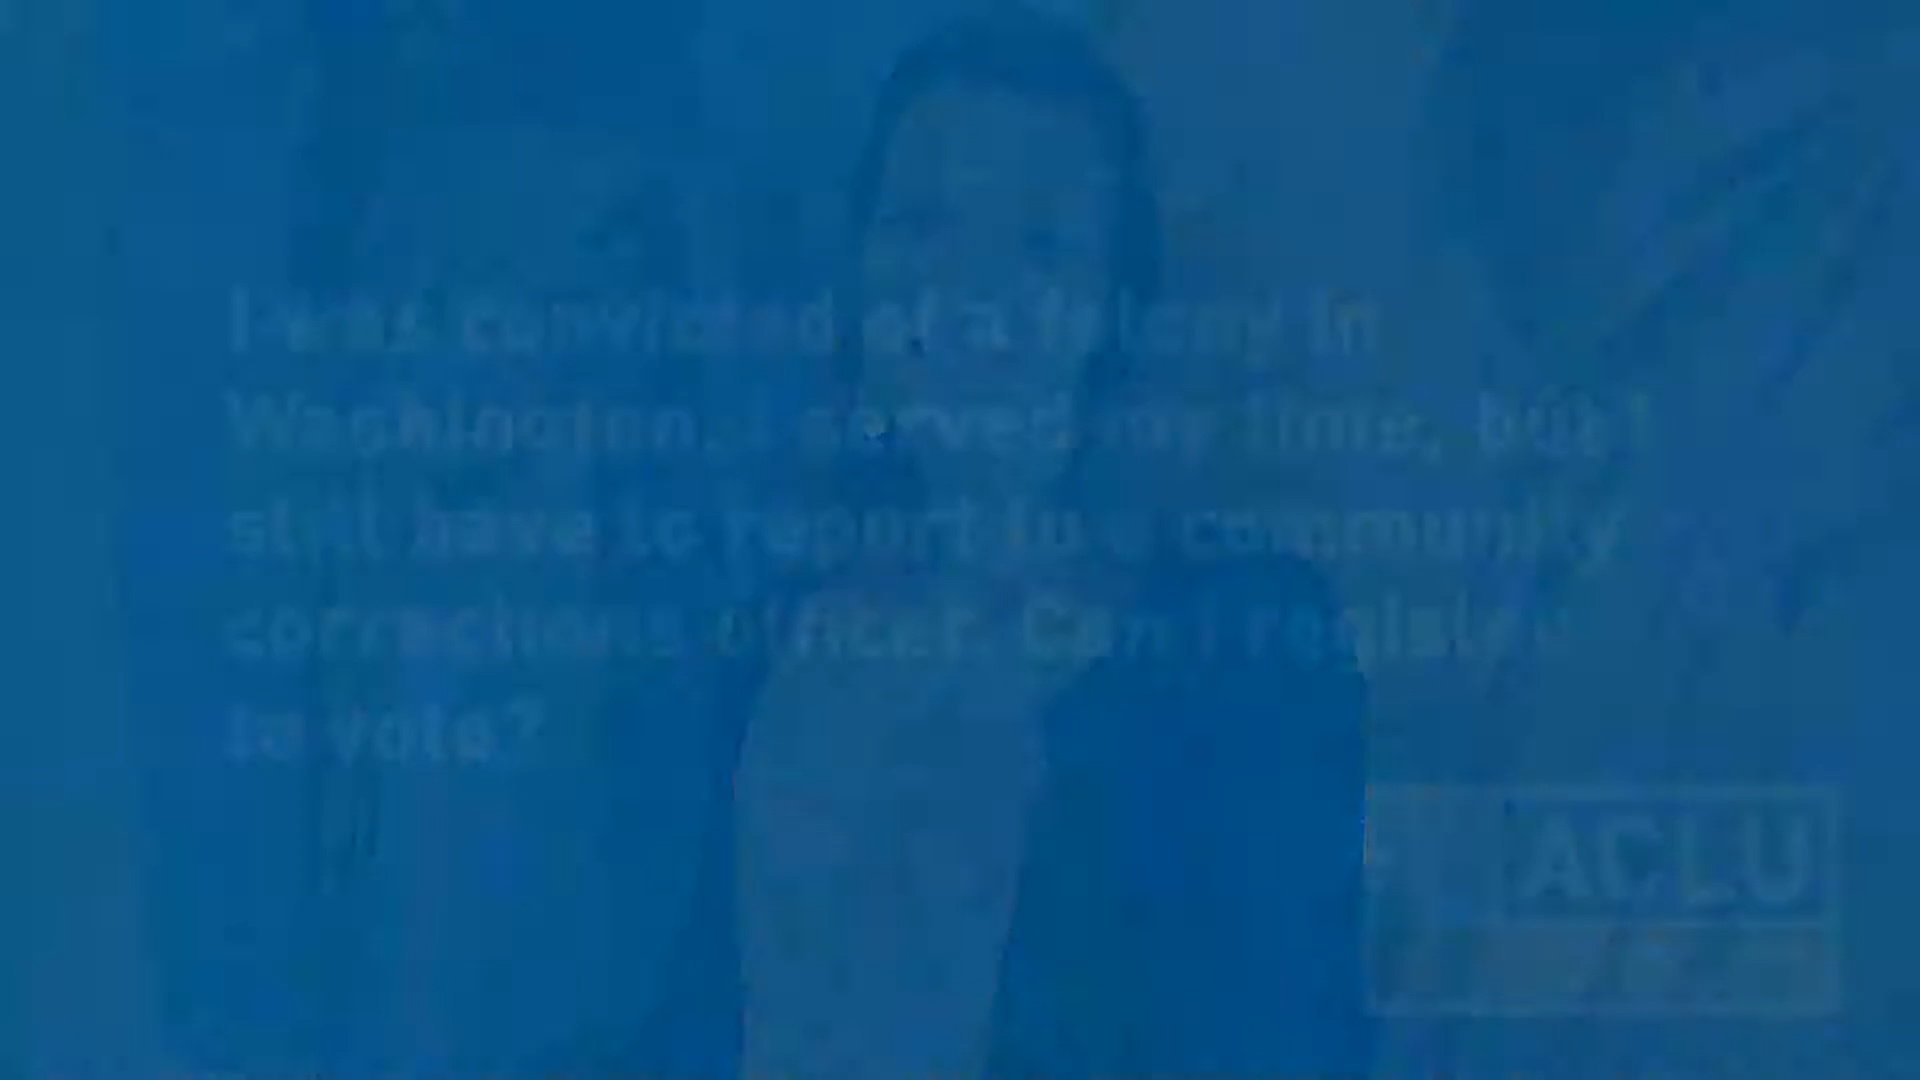 I was convicted of a felony in
Washington. I served my time, but I
still have to report to a community
corrections officer. Can I register
to vote?
ACLU